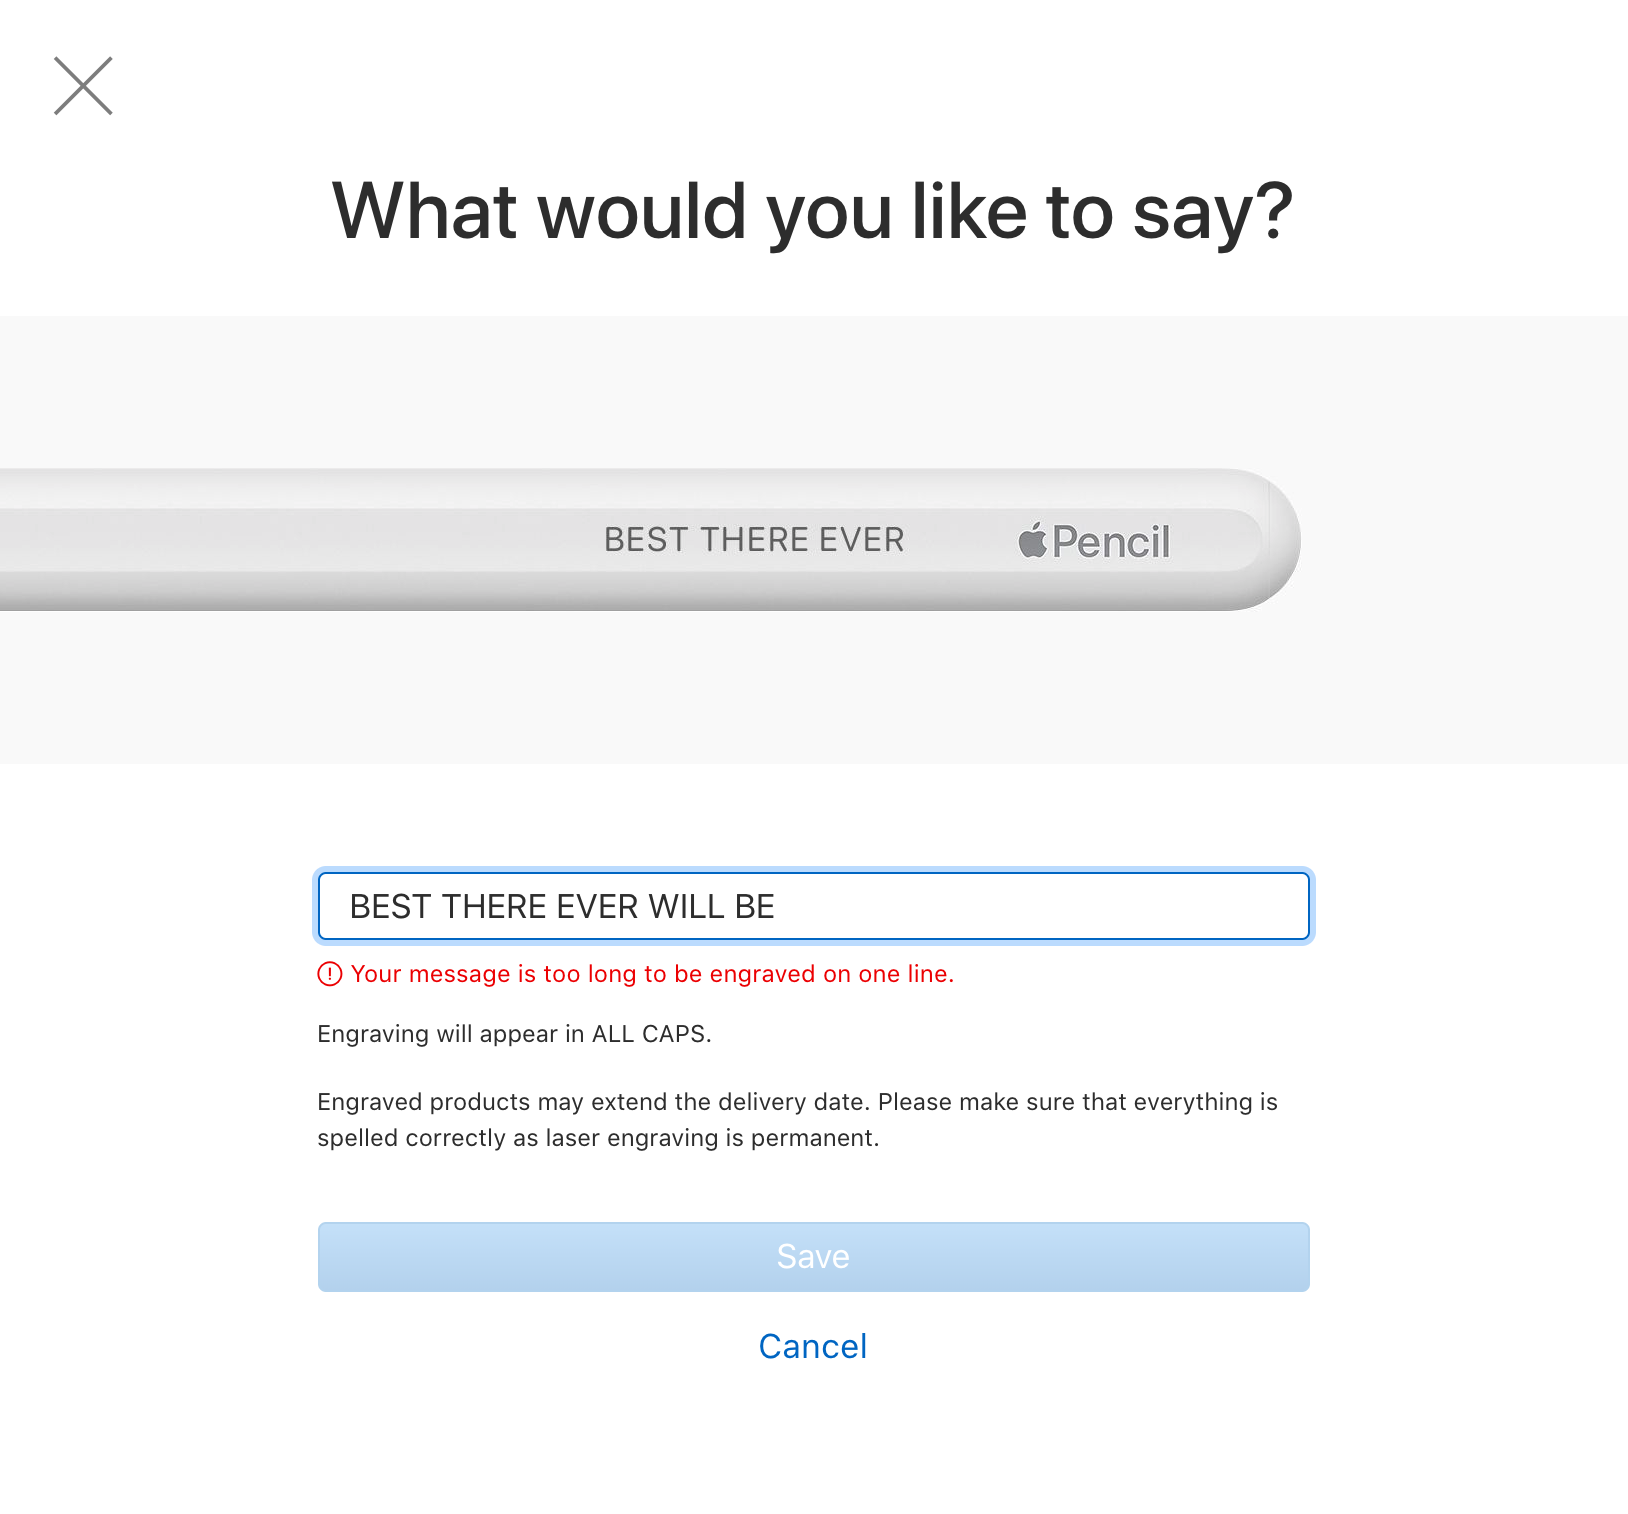 What would you like to say?
BEST THERE EVER
Pencil
BEST THERE EVER WILL BE
Your message is too long to be engraved on one line.
Engraving will appear in ALL CAPS.
Engraved products may extend the delivery date. Please make sure that everything is
spelled correctly as laser engraving is permanent.
Save
Cancel